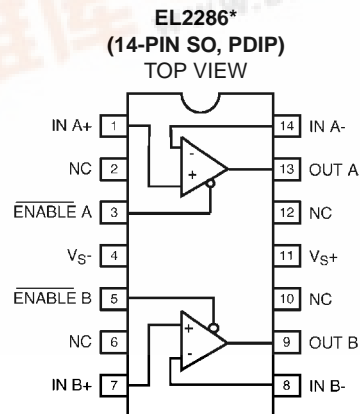 EL2286*
(14-PIN SO, PDIP)
TOP VIEW
IN A+ 1 14 IN A-
NC 2 13 OUT A
ENABLE A 3 12 NC
VS- 4 11 VS+
ENABLE B 5 10 NC
NC 6 9 OUT B
IN B+ 7 8 IN B-
- +
+ -